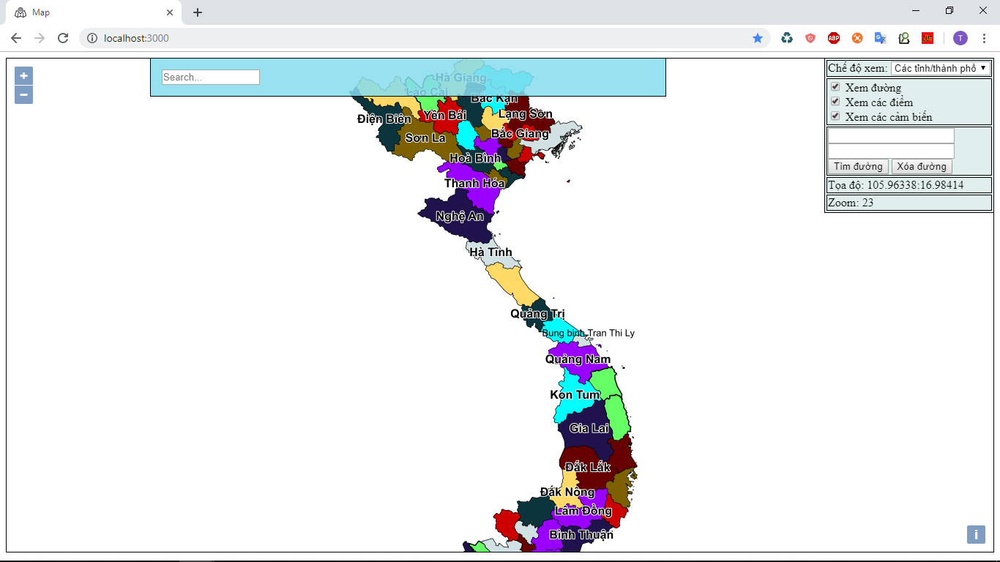 Map
localhost:3000
ABP
T
+
−
Search...
Chế độ xem: Các tỉnh/thành phố
Xem đường
Xem các điểm
Xem các cảm biến
Tìm đường Xóa đường
Tọa độ: 105.96338:16.98414
Zoom: 23
Hà Giang
Lào Cai
Bắc Kạn
Điện Biên
Yên Bái
Lạng Sơn
Sơn La
Bắc Giang
Hoà Bình
Thanh Hóa
Nghệ An
Hà Tĩnh
Quảng Trị
Bung binh Tran Thi Ly
Quảng Nam
Kon Tum
Gia Lai
Đắk Lắk
Đắk Nông
Lâm Đồng
Bình Thuận
i